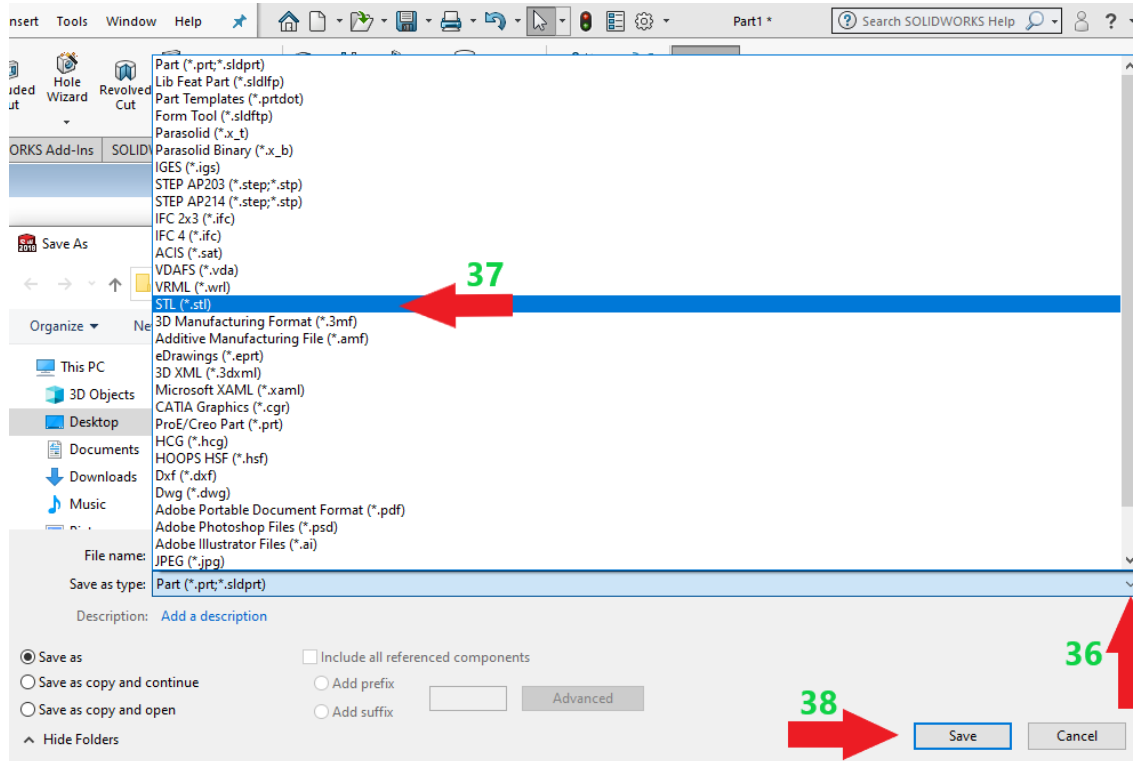 nsert Tools Window Help
Part1 *
Search SOLIDWORKS Help
?
Hole
Wizard
Revolved
Cut
ORKS Add-Ins
Part (*.prt;*.sldprt)
Lib Feat Part (*.sldlfp)
Part Templates (*.prtdot)
Form Tool (*.sldftp)
Parasolid (*.x_t)
Parasolid Binary (*.x_b)
IGES (*.igs)
STEP AP203 (*.step;*.stp)
STEP AP214 (*.step;*.stp)
IFC 2x3 (*.ifc)
IFC 4 (*.ifc)
ACIS (*.sat)
VDAFS (*.vda)
VRML (*.wrl)
STL (*.stl)
3D Manufacturing Format (*.3mf)
Additive Manufacturing File (*.amf)
eDrawings (*.eprt)
3D XML (*.3dxml)
Microsoft XAML (*.xaml)
CATIA Graphics (*.cgr)
ProE/Creo Part (*.prt)
HCG (*.hcg)
HOOPS HSF (*.hsf)
Dxf (*.dxf)
Dwg (*.dwg)
Adobe Portable Document Format (*.pdf)
Adobe Photoshop Files (*.psd)
Adobe Illustrator Files (*.ai)
JPEG (*.jpg)
37
Save As
Organize
Ne
This PC
3D Objects
Desktop
Documents
Downloads
Music
File name:
Save as type: Part (*.prt;*.sldprt)
Description: Add a description
Save as
Save as copy and continue
Save as copy and open
Include all referenced components
Add prefix
Add suffix
Advanced
36
38
Hide Folders
Save
Cancel